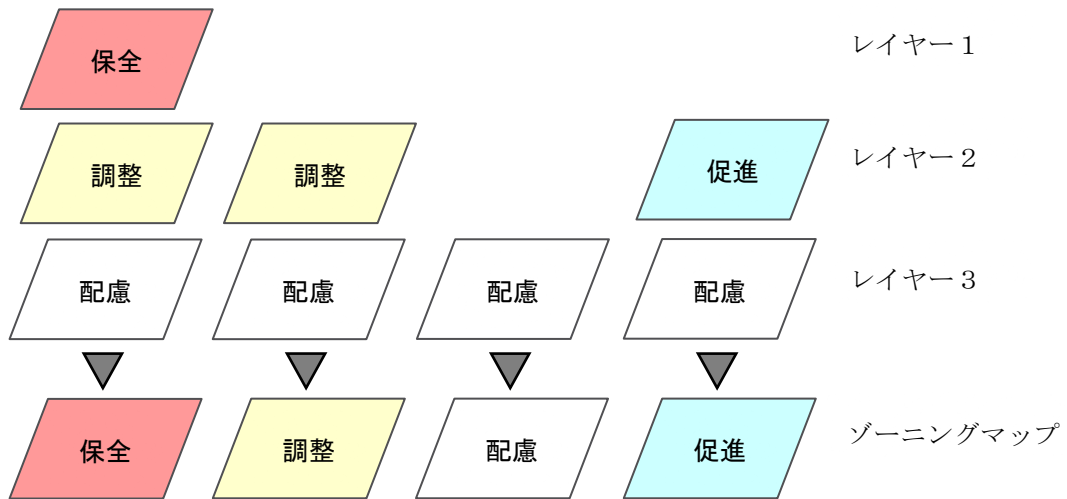 保全 レイヤー１
調整 調整 促進 レイヤー２
配慮 配慮 配慮 配慮 レイヤー３
保全 調整 配慮 促進 ゾーニングマップ